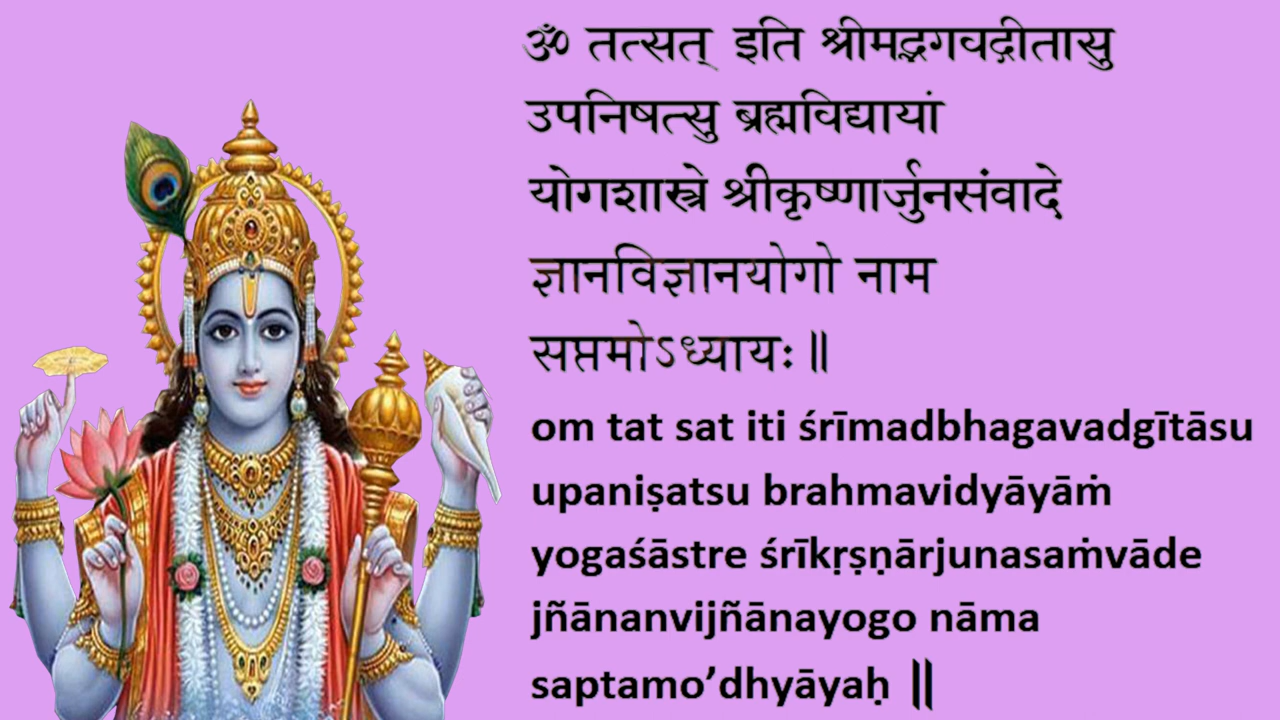 ॐ तत्सत् इति श्रीमद्भगवद्गीतासु
उपनिषत्सु ब्रह्मविद्यायां
योगशास्त्रे श्रीकृष्णार्जुनसंवादे
ज्ञानविज्ञानयोगो नाम
सप्तमोऽध्यायः ॥
om tat sat iti śrīmadbhagavadgītāsu
upaniṣatsu brahmavidyāyāṁ
yogaśāstre śrīkṛṣṇārjunasaṁvāde
jñānanvijñānayogo nāma
saptamo’dhyāyaḥ ॥